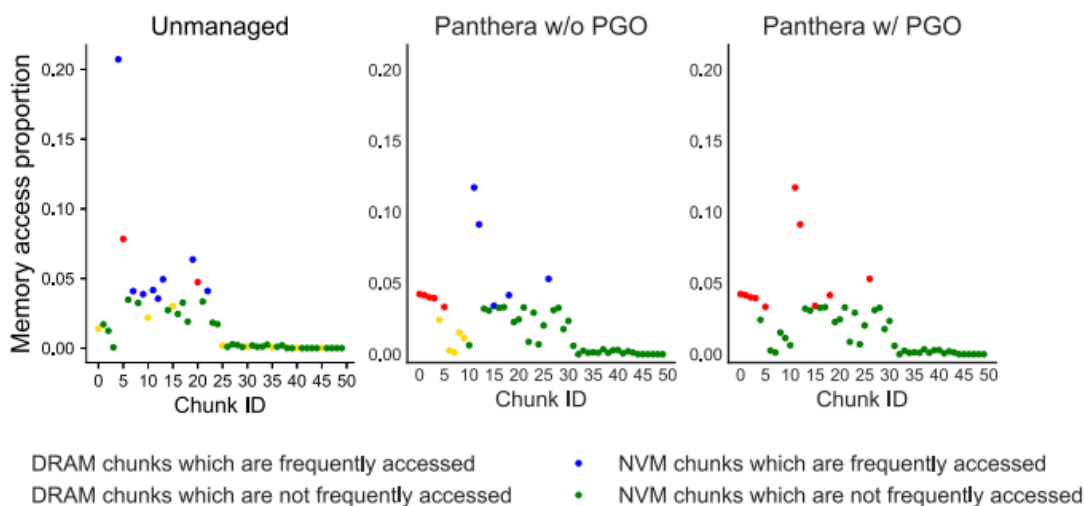 Unmanaged Panthera w/o PGO Panthera w/ PGO
Memory access proportion
0.20 0.20 0.20
0.15 0.15 0.15
0.10 0.10 0.10
0.05 0.05 0.05
0.00 0.00 0.00
0 5 10 15 20 25 30 35 40 45 50 0 5 10 15 20 25 30 35 40 45 50 0 5 10 15 20 25 30 35 40 45 50
Chunk ID Chunk ID Chunk ID
DRAM chunks which are frequently accessed NVM chunks which are frequently accessed
DRAM chunks which are not frequently accessed NVM chunks which are not frequently accessed